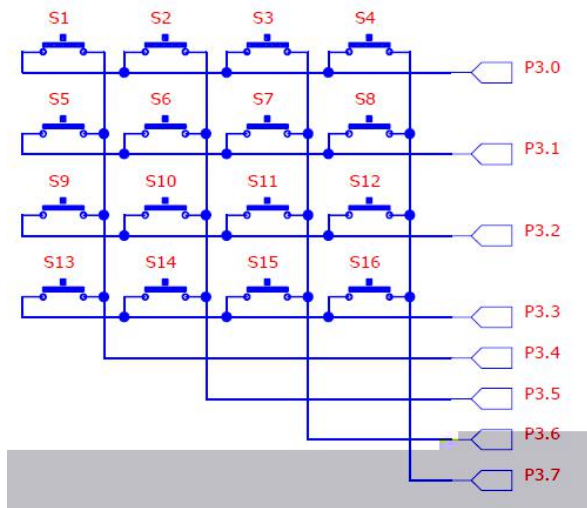 S1 S2 S3 S4
P3.0
S5 S6 S7 S8
P3.1
S9 S10 S11 S12
P3.2
S13 S14 S15 S16
P3.3
P3.4
P3.5
P3.6
P3.7